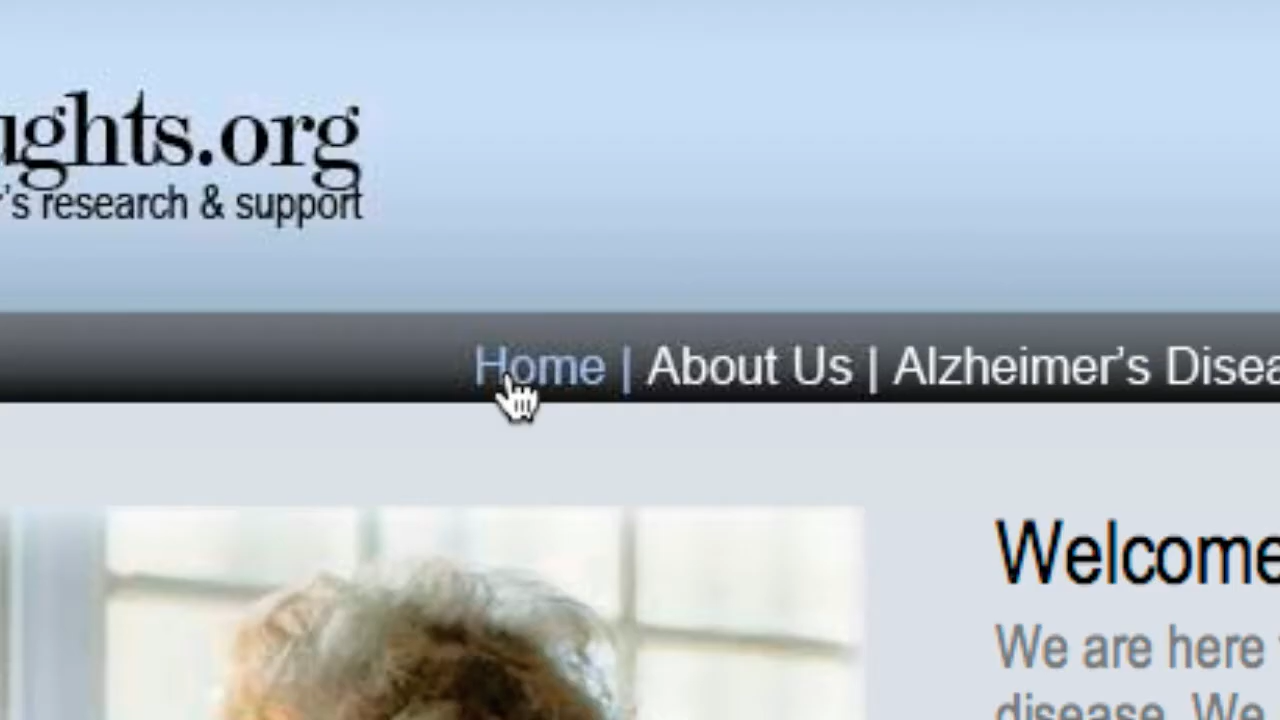 ughts.org
r's research & support
Home | About Us | Alzheimer's Disea
Welcome
We are here
disease. We